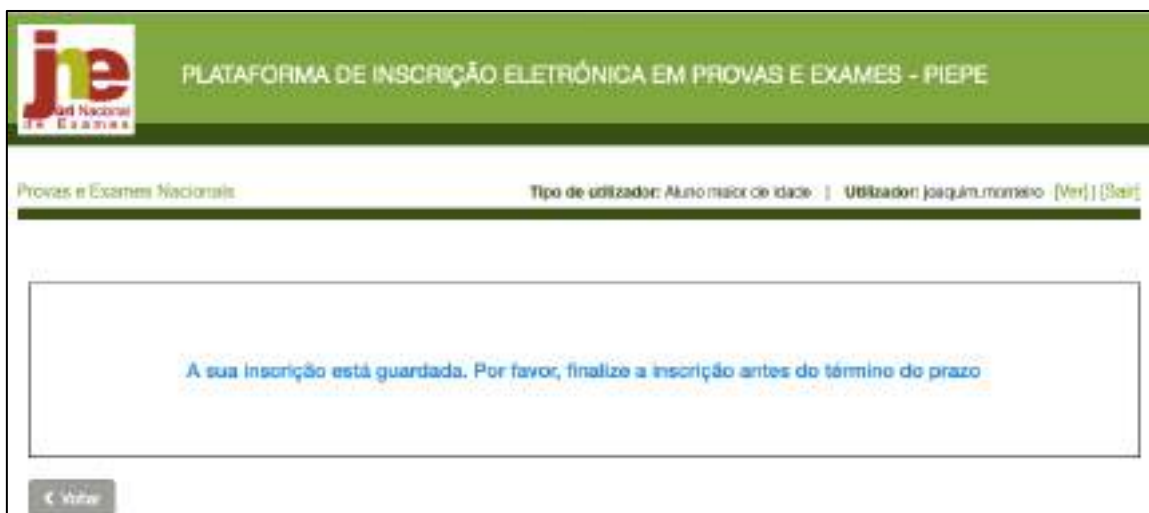 jne
Júri Nacional
de Exames
PLATAFORMA DE INSCRIÇÃO ELETRÓNICA EM PROVAS E EXAMES - PIEPE
Provas e Exames Nacionais
Tipo de utilizador: Aluno maior de idade | Utilizador: joaquim.monteiro [Ver] | [Sair]
A sua inscrição está guardada. Por favor, finalize a inscrição antes do término do prazo
Voltar